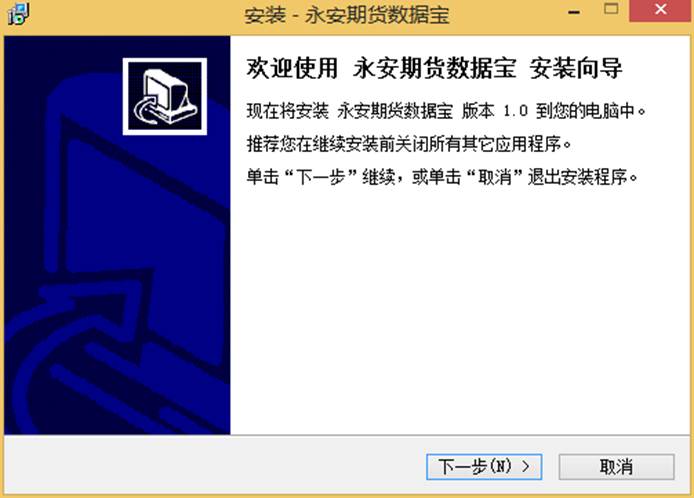 安装 - 永安期货数据宝
欢迎使用 永安期货数据宝 安装向导
现在将安装 永安期货数据宝 版本 1.0 到您的电脑中。
推荐您在继续安装前关闭所有其它应用程序。
单击“下一步”继续，或单击“取消”退出安装程序。
下一步(N) >
取消